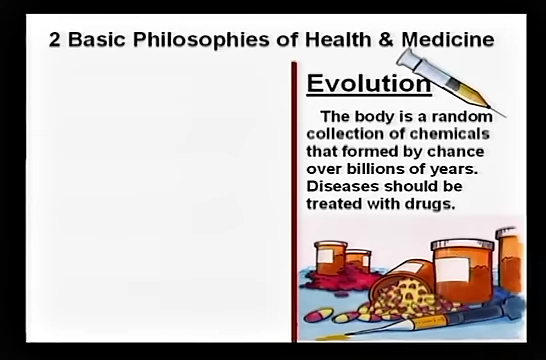 2 Basic Philosophies of Health & Medicine
Evolution
The body is a random
collection of chemicals
that formed by chance
over billions of years.
Diseases should be
treated with drugs.